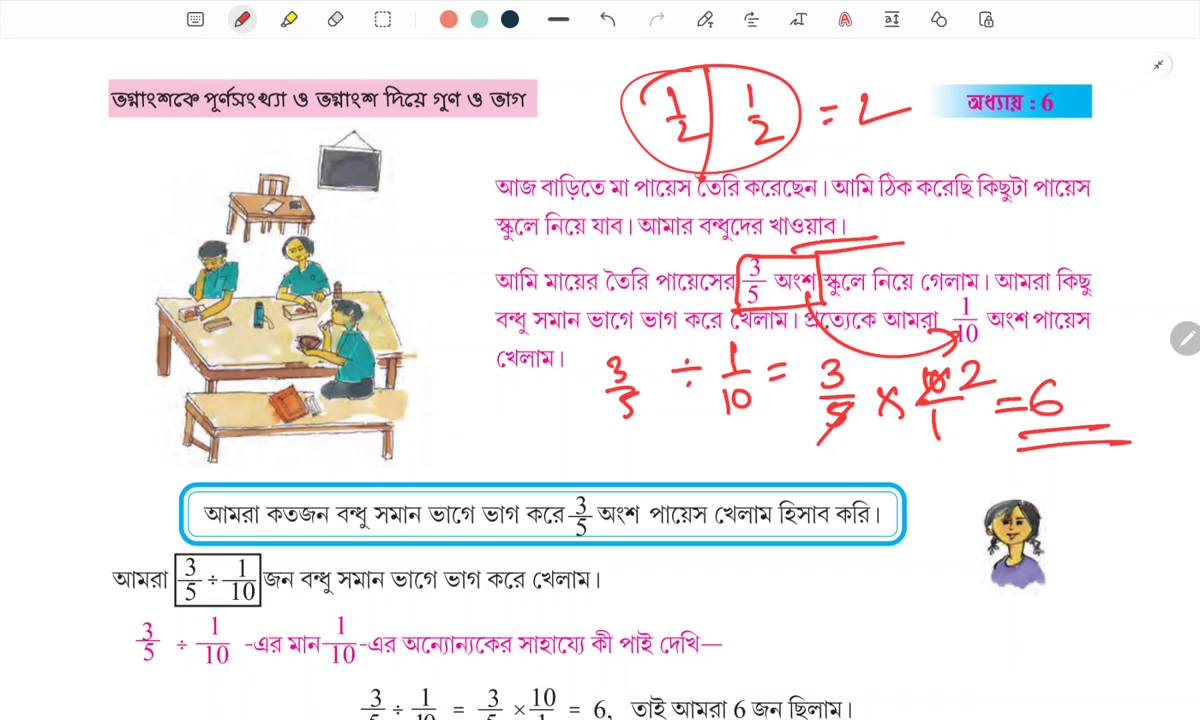 ভগ্নাংশকে পূর্ণসংখ্যা ও ভগ্নাংশ দিয়ে গুণ ও ভাগ
1/2 1/2 = 2
অধ্যায় : 6
আজ বাড়িতে মা পায়েস তৈরি করেছেন। আমি ঠিক করেছি কিছুটা পায়েস
স্কুলে নিয়ে যাব। আমার বন্ধুদের খাওয়াব।
আমি মায়ের তৈরি পায়েসের 3/5 অংশ স্কুলে নিয়ে গেলাম। আমরা কিছু
বন্ধু সমান ভাগে ভাগ করে খেলাম। প্রত্যেকে আমরা 1/10 অংশ পায়েস
খেলাম।
3/5 ÷ 1/10 = 3/5 × 10/1 2 = 6
আমরা কতজন বন্ধু সমান ভাগে ভাগ করে 3/5 অংশ পায়েস খেলাম হিসাব করি।
আমরা 3/5 ÷ 1/10 জন বন্ধু সমান ভাগে ভাগ করে খেলাম।
3/5 ÷ 1/10 -এর মান 1/10 -এর অন্যোন্যকের সাহায্যে কী পাই দেখি—
3/5 ÷ 1/10 = 3/5 × 10/1 = 6, তাই আমরা 6 জন ছিলাম।